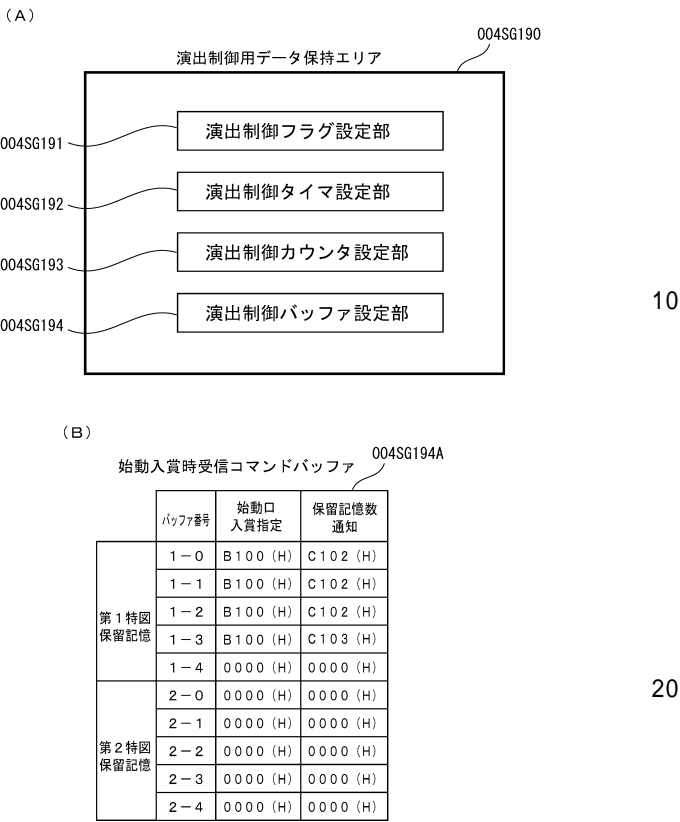 （A）
004SG190
演出制御用データ保持エリア
演出制御フラグ設定部
004SG191
演出制御タイマ設定部
004SG192
演出制御カウンタ設定部
004SG193
10
演出制御バッファ設定部
004SG194
（B）
004SG194A
始動入賞時受信コマンドバッファ
バッファ番号
始動口
入賞指定
保留記憶数
通知
第１特図
保留記憶
１－０ Ｂ１００（Ｈ） Ｃ１０２（Ｈ）
１－１ Ｂ１００（Ｈ） Ｃ１０２（Ｈ）
１－２ Ｂ１００（Ｈ） Ｃ１０２（Ｈ）
１－３ Ｂ１００（Ｈ） Ｃ１０３（Ｈ）
１－４ ００００（Ｈ） ００００（Ｈ）
20
第２特図
保留記憶
２－０ ００００（Ｈ） ００００（Ｈ）
２－１ ００００（Ｈ） ００００（Ｈ）
２－２ ００００（Ｈ） ００００（Ｈ）
２－３ ００００（Ｈ） ００００（Ｈ）
２－４ ００００（Ｈ） ００００（Ｈ）